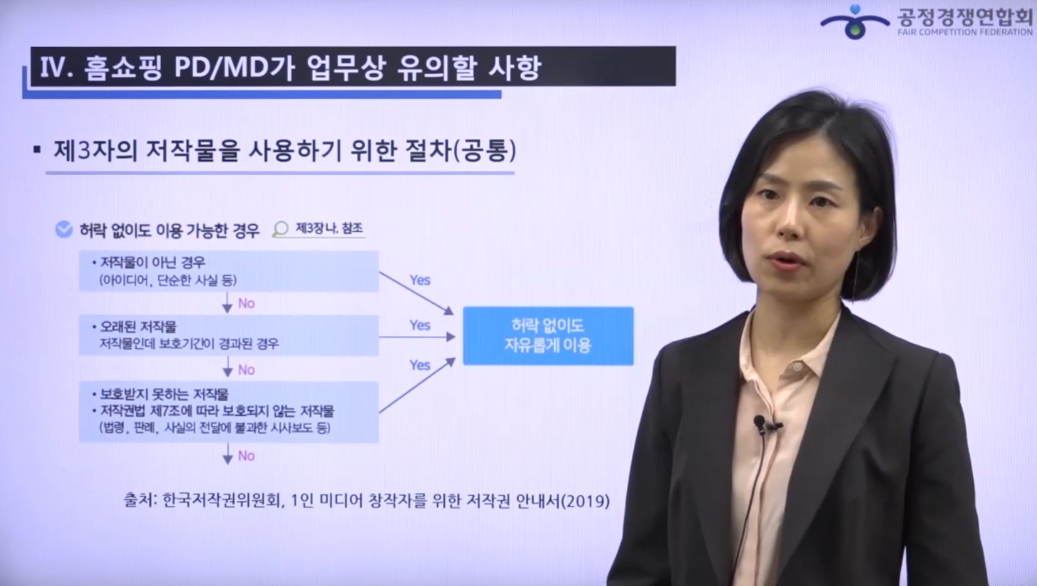 공정경쟁연합회
FAIR COMPETITION FEDERATION
Ⅳ. 홈쇼핑 PD/MD가 업무상 유의할 사항
▪ 제3자의 저작물을 사용하기 위한 절차(공통)
허락 없이도 이용 가능한 경우 제3장나. 참조
• 저작물이 아닌 경우
(아이디어, 단순한 사실 등)
Yes
No
• 오래된 저작물
저작물인데 보호기간이 경과된 경우
Yes
허락 없이도
자유롭게 이용
No
Yes
• 보호받지 못하는 저작물
• 저작권법 제7조에 따라 보호되지 않는 저작물
(법령, 판례, 사실의 전달에 불과한 시사보도 등)
No
출처: 한국저작권위원회, 1인 미디어 창작자를 위한 저작권 안내서(2019)